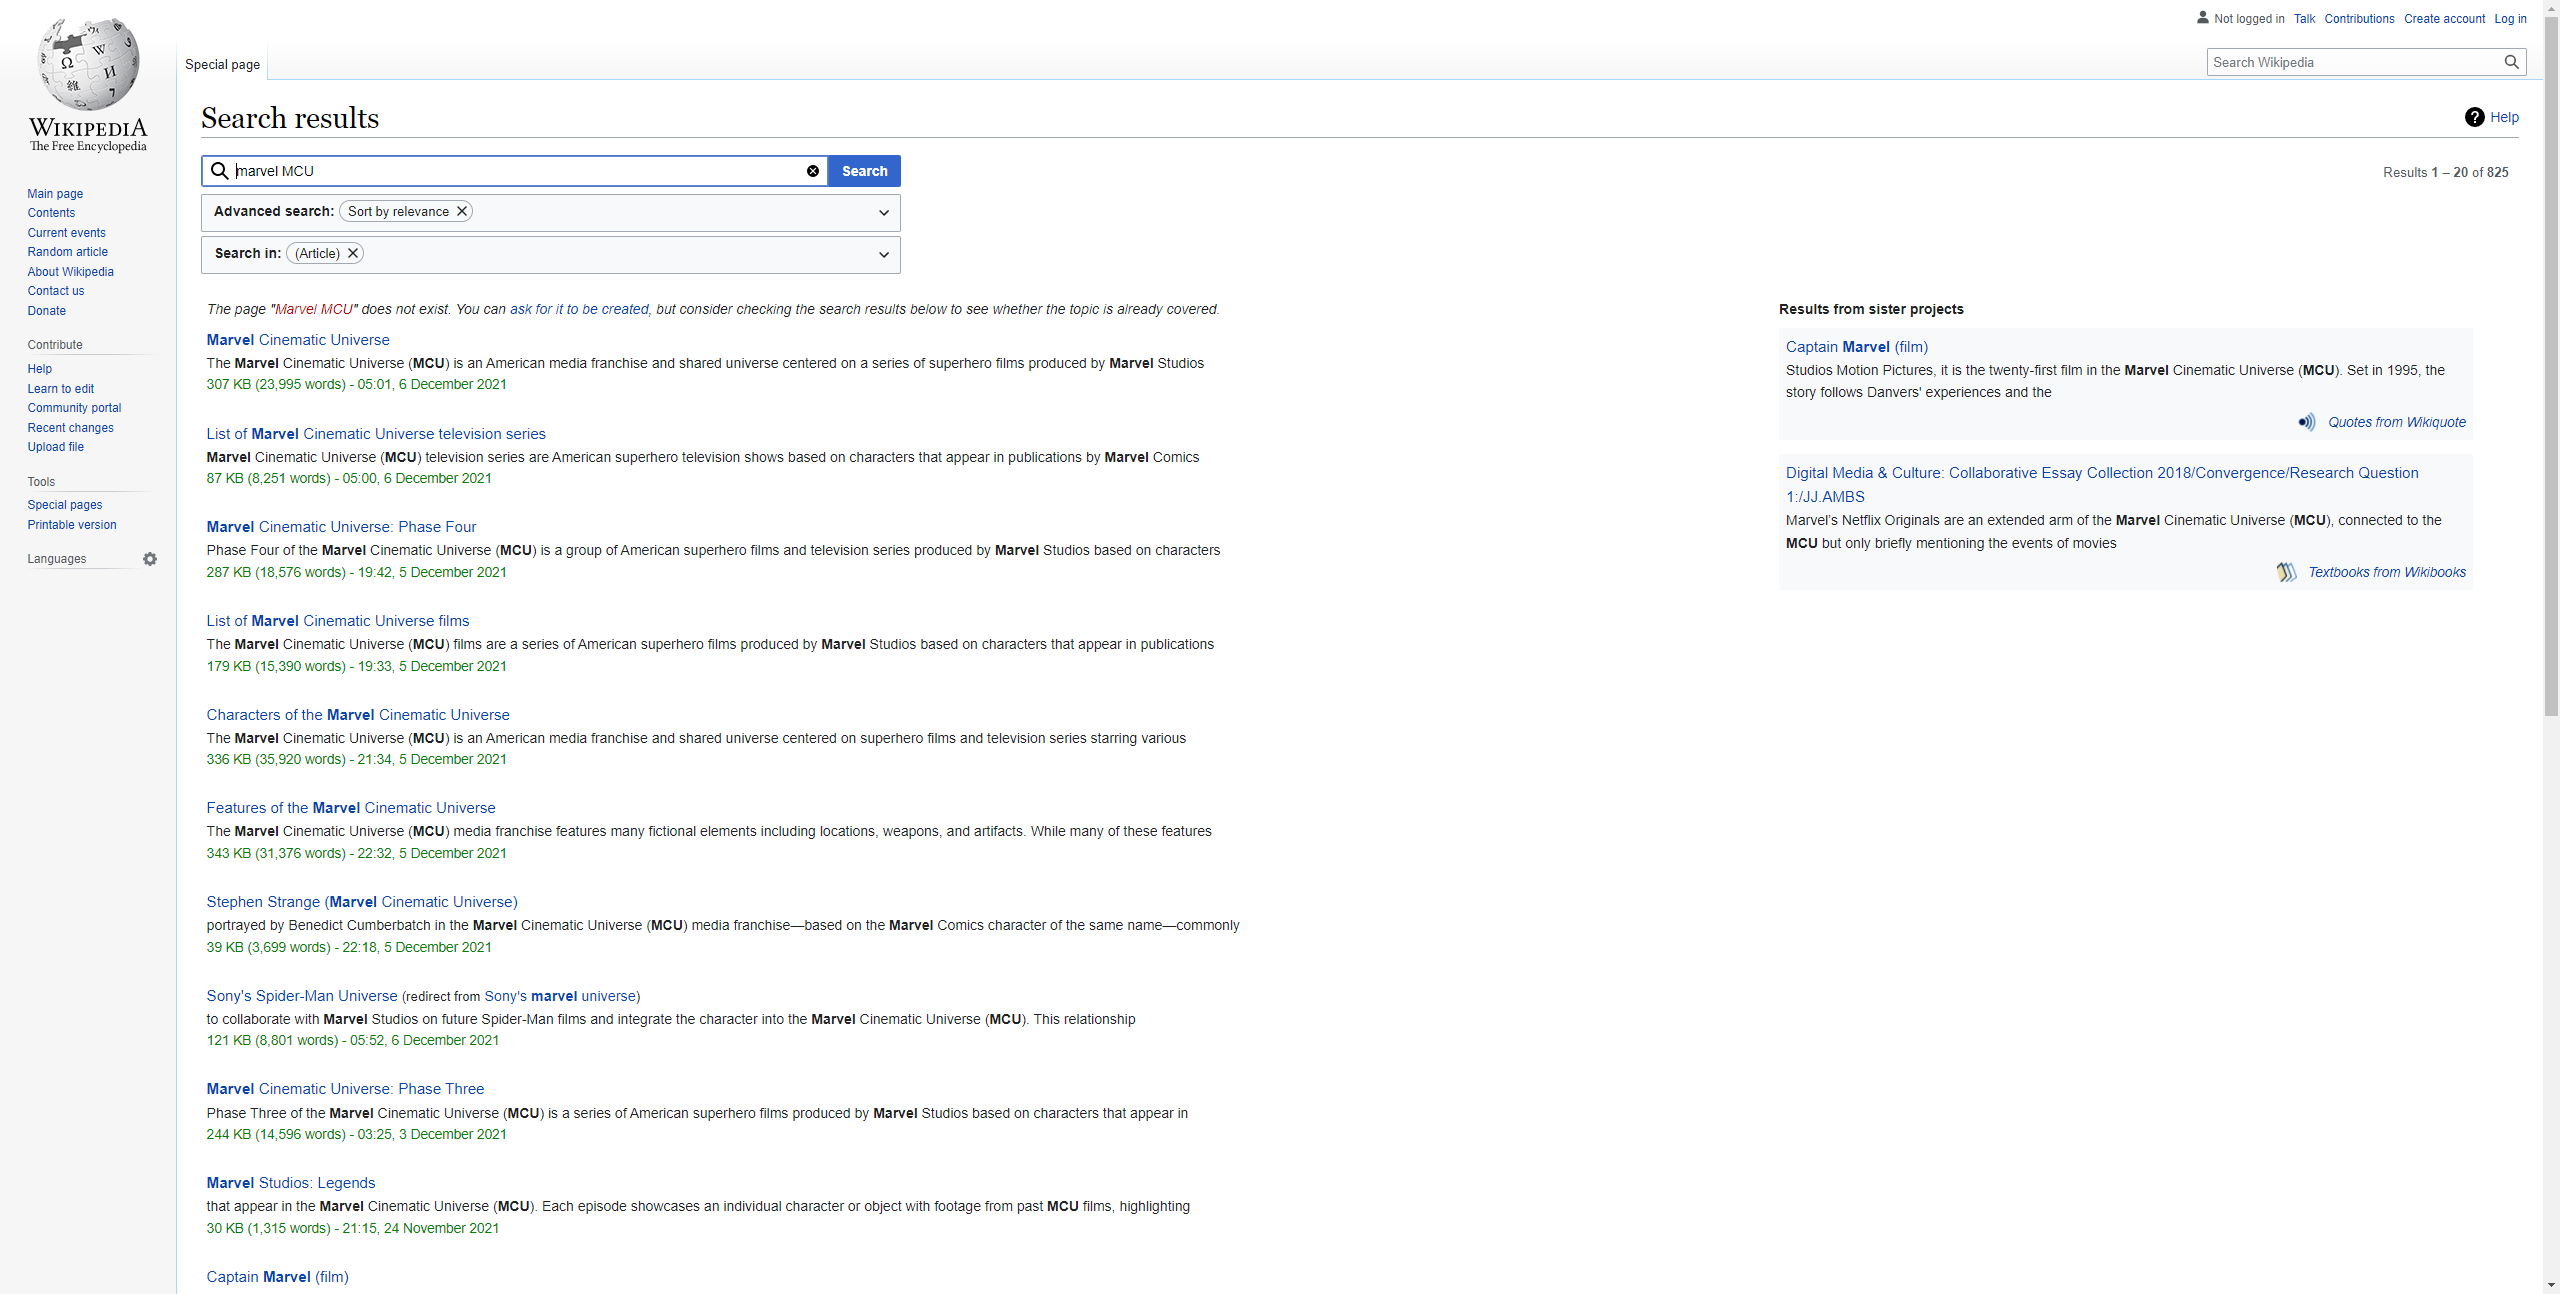 Not logged in Talk Contributions Create account Log in
Special page
Search Wikipedia
WIKIPEDIA
The Free Encyclopedia
Main page
Contents
Current events
Random article
About Wikipedia
Contact us
Donate
Contribute
Help
Learn to edit
Community portal
Recent changes
Upload file
Tools
Special pages
Printable version
Languages
Search results
Help
marvel MCU Search
Results 1 – 20 of 825
Advanced search: Sort by relevance
Search in: (Article)
The page "Marvel MCU" does not exist. You can ask for it to be created, but consider checking the search results below to see whether the topic is already covered.
Marvel Cinematic Universe
The Marvel Cinematic Universe (MCU) is an American media franchise and shared universe centered on a series of superhero films produced by Marvel Studios
307 KB (23,995 words) - 05:01, 6 December 2021
List of Marvel Cinematic Universe television series
Marvel Cinematic Universe (MCU) television series are American superhero television shows based on characters that appear in publications by Marvel Comics
87 KB (8,251 words) - 05:00, 6 December 2021
Marvel Cinematic Universe: Phase Four
Phase Four of the Marvel Cinematic Universe (MCU) is a group of American superhero films and television series produced by Marvel Studios based on characters
287 KB (18,576 words) - 19:42, 5 December 2021
List of Marvel Cinematic Universe films
The Marvel Cinematic Universe (MCU) films are a series of American superhero films produced by Marvel Studios based on characters that appear in publications
179 KB (15,390 words) - 19:33, 5 December 2021
Characters of the Marvel Cinematic Universe
The Marvel Cinematic Universe (MCU) is an American media franchise and shared universe centered on superhero films and television series starring various
336 KB (35,920 words) - 21:34, 5 December 2021
Features of the Marvel Cinematic Universe
The Marvel Cinematic Universe (MCU) media franchise features many fictional elements including locations, weapons, and artifacts. While many of these features
343 KB (31,376 words) - 22:32, 5 December 2021
Stephen Strange (Marvel Cinematic Universe)
portrayed by Benedict Cumberbatch in the Marvel Cinematic Universe (MCU) media franchise—based on the Marvel Comics character of the same name—commonly
39 KB (3,699 words) - 22:18, 5 December 2021
Sony's Spider-Man Universe (redirect from Sony's marvel universe)
to collaborate with Marvel Studios on future Spider-Man films and integrate the character into the Marvel Cinematic Universe (MCU). This relationship
121 KB (8,801 words) - 05:52, 6 December 2021
Marvel Cinematic Universe: Phase Three
Phase Three of the Marvel Cinematic Universe (MCU) is a series of American superhero films produced by Marvel Studios based on characters that appear in
244 KB (14,596 words) - 03:25, 3 December 2021
Marvel Studios: Legends
that appear in the Marvel Cinematic Universe (MCU). Each episode showcases an individual character or object with footage from past MCU films, highlighting
30 KB (1,315 words) - 21:15, 24 November 2021
Captain Marvel (film)
Results from sister projects
Captain Marvel (film)
Studios Motion Pictures, it is the twenty-first film in the Marvel Cinematic Universe (MCU). Set in 1995, the
story follows Danvers' experiences and the
Quotes from Wikiquote
Digital Media & Culture: Collaborative Essay Collection 2018/Convergence/Research Question
1:/JJ.AMBS
Marvel's Netflix Originals are an extended arm of the Marvel Cinematic Universe (MCU), connected to the
MCU but only briefly mentioning the events of movies
Textbooks from Wikibooks